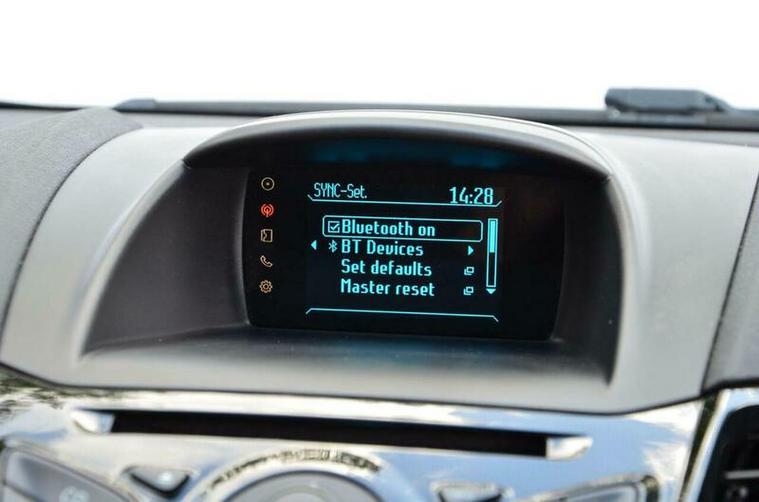 SYNC-Set. 14:28
Bluetooth on
BT Devices
Set defaults
Master reset